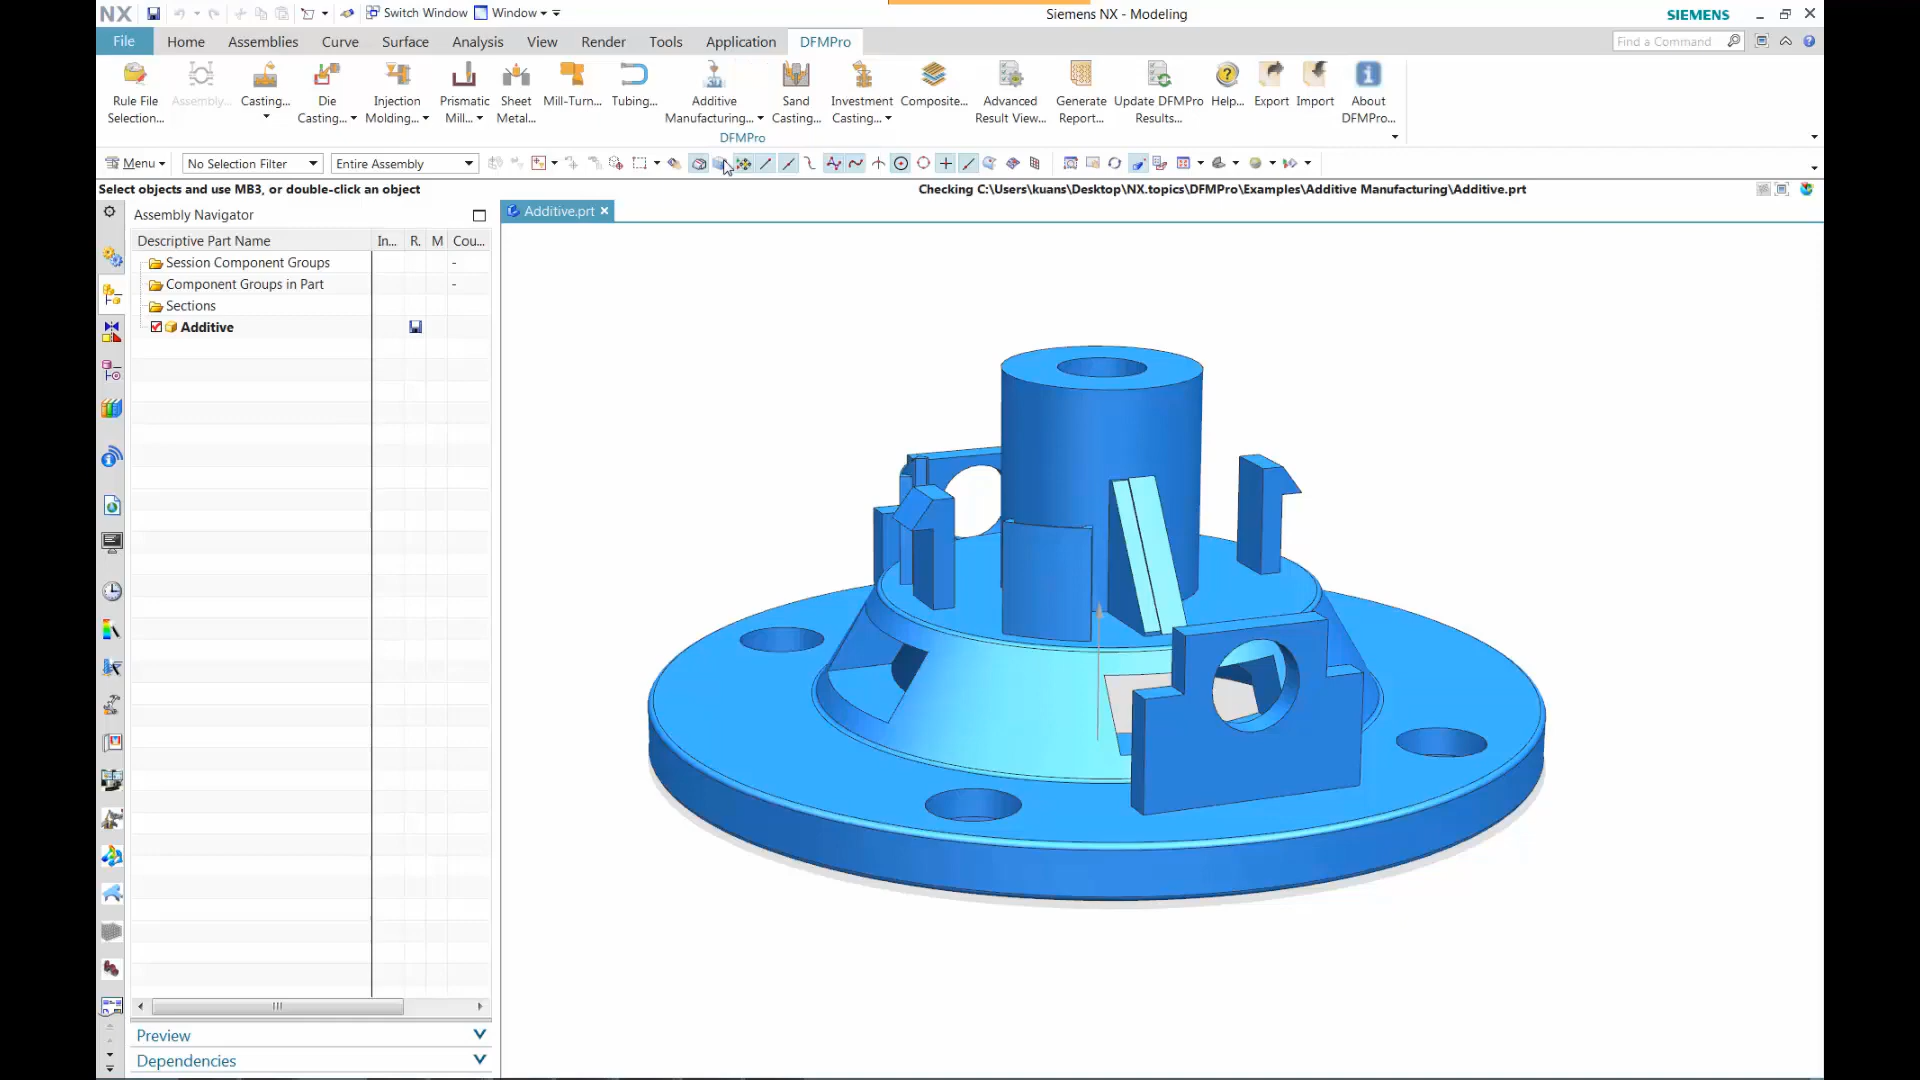 NX
Switch Window
Window
Siemens NX - Modeling
SIEMENS
File
Home
Assemblies
Curve
Surface
Analysis
View
Render
Tools
Application
DFMPro
Find a Command
Rule File
Selection...
Assembly...
Casting...
Die
Casting...
Injection
Molding...
Prismatic
Mill...
Sheet
Metal...
Mill-Turn...
Tubing...
Additive
Manufacturing...
Sand
Casting...
Investment
Casting...
Composite...
Advanced
Result View...
Generate
Report...
Update DFMPro
Results...
Help...
Export
Import
About
DFMPro...
DFMPro
Menu
No Selection Filter
Entire Assembly
Select objects and use MB3, or double-click an object
Checking C:\Users\kuans\Desktop\NX.topics\DFMPro\Examples\Additive Manufacturing\Additive.prt
Assembly Navigator
Additive.prt
Descriptive Part Name
In...
R.
M
Cou...
Session Component Groups
-
Component Groups in Part
-
Sections
Additive
Preview
Dependencies